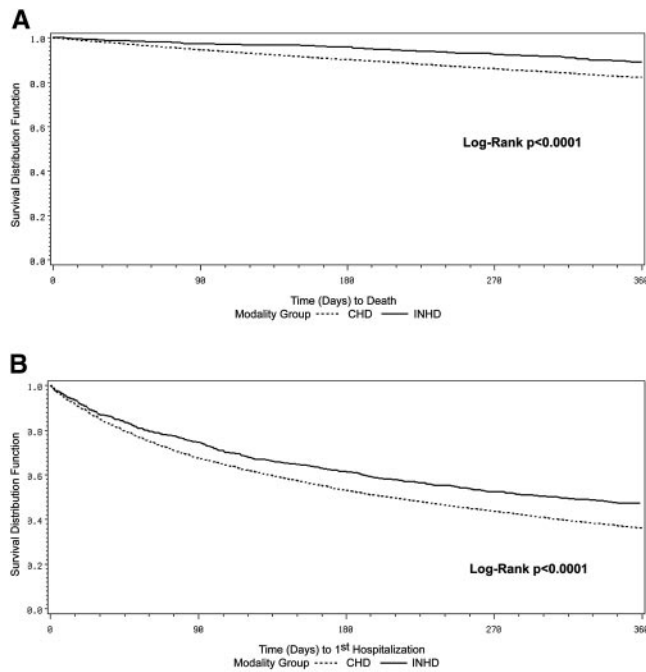 A
Survival Distribution Function
1.0
0.8
0.6
0.4
0.2
0.0
0 90 180 270 360
Log-Rank p<0.0001
Time (Days) to Death
Modality Group CHD INHD
B
Survival Distribution Function
1.0
0.8
0.6
0.4
0.2
0.0
0 90 180 270 360
Log-Rank p<0.0001
Time (Days) to 1st Hospitalization
Modality Group CHD INHD